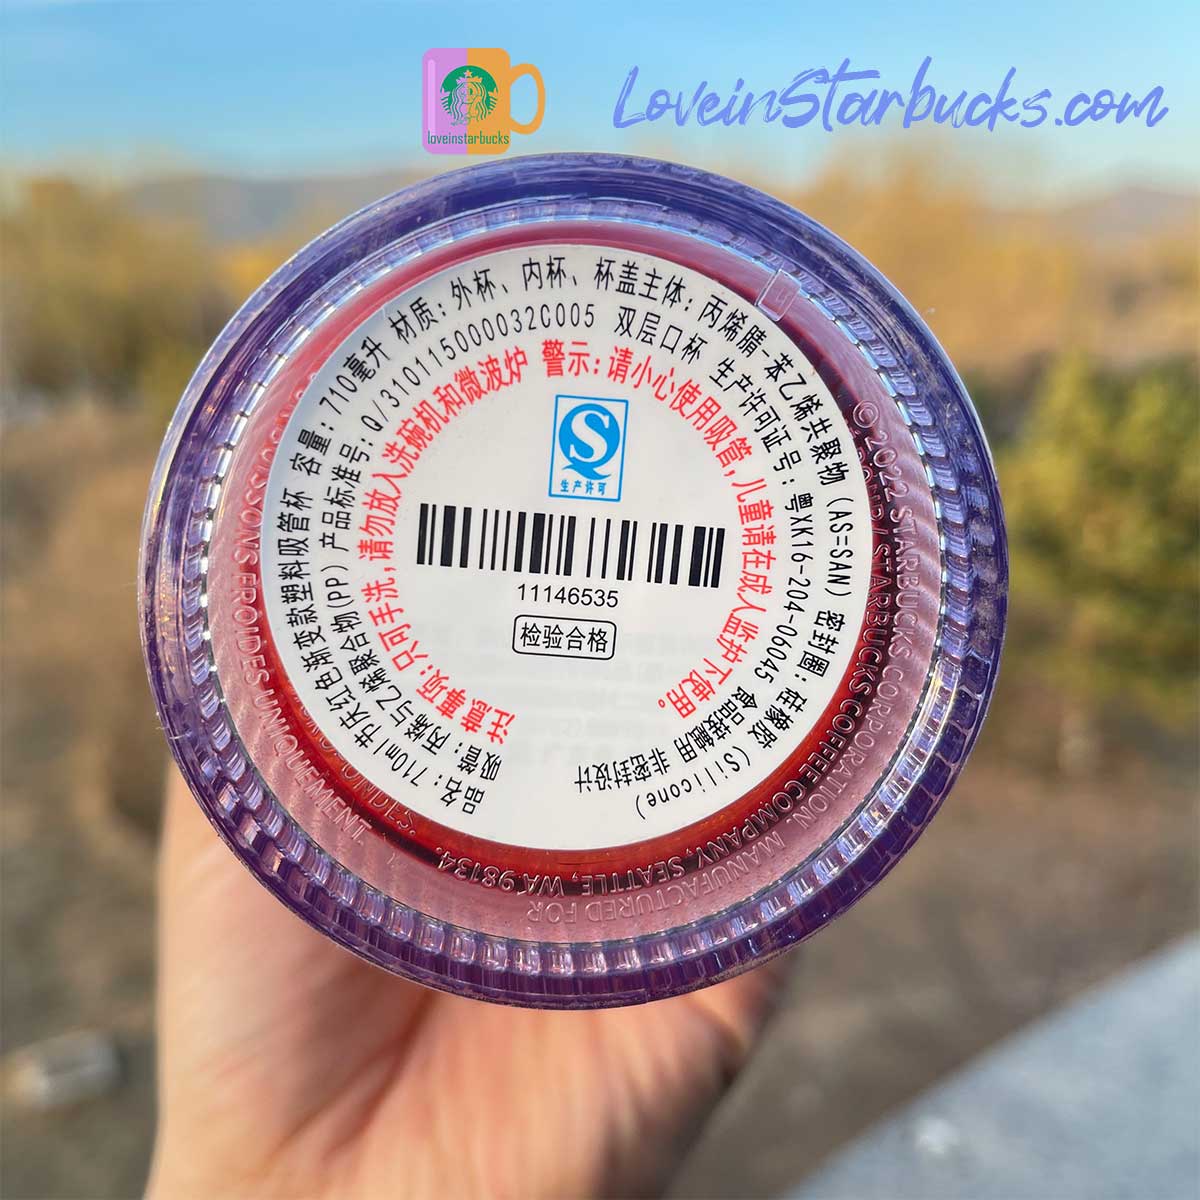 loveinstarbucks
LoveinStarbucks.com
品名：710ml节庆红色渐变款塑料吸管杯 容量：710毫升 材质：外杯、内杯、杯盖主体：丙烯腈-苯乙烯共聚物（AS=SAN）密封圈：硅橡胶（Silicone）
吸管：丙烯与乙烯聚合物(PP) 产品标准号：Q/310115000032C005 双层口杯 生产许可证号：粤XK16-204-06045 食品接触用 非密封设计
注意事项：只可手洗，请勿放入洗碗机和微波炉 警示：请小心使用吸管，儿童请在成人监护下使用。
生产许可
11146535
检验合格
© 2022 STARBUCKS CORPORATION. MANUFACTURED FOR
STARBUCKS COFFEE COMPANY, SEATTLE, WA 98134.
FROIDES UNIQUEMENT